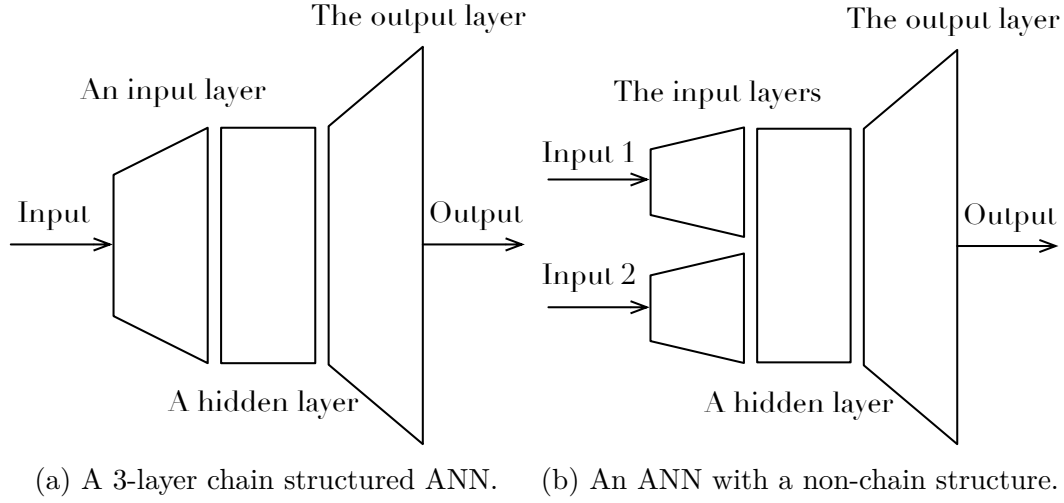 The output layer
An input layer
Input
Output
A hidden layer
(a) A 3-layer chain structured ANN.
The output layer
The input layers
Input 1
Input 2
Output
A hidden layer
(b) An ANN with a non-chain structure.